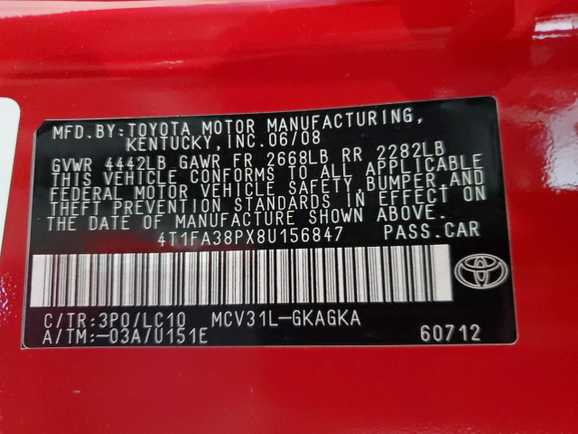 MFD.BY:TOYOTA MOTOR MANUFACTURING,
KENTUCKY,INC.06/08
GVWR 4442LB GAWR FR 2668LB RR 2282LB
THIS VEHICLE CONFORMS TO ALL APPLICABLE
FEDERAL MOTOR VEHICLE SAFETY,BUMPER,AND
THEFT PREVENTION STANDARDS IN EFFECT ON
THE DATE OF MANUFACTURE SHOWN ABOVE.
4T1FA38PX8U156847 PASS.CAR
C/TR:3P0/LC10 MCV31L-GKAGKA
A/TM:-03A/U151E 60712